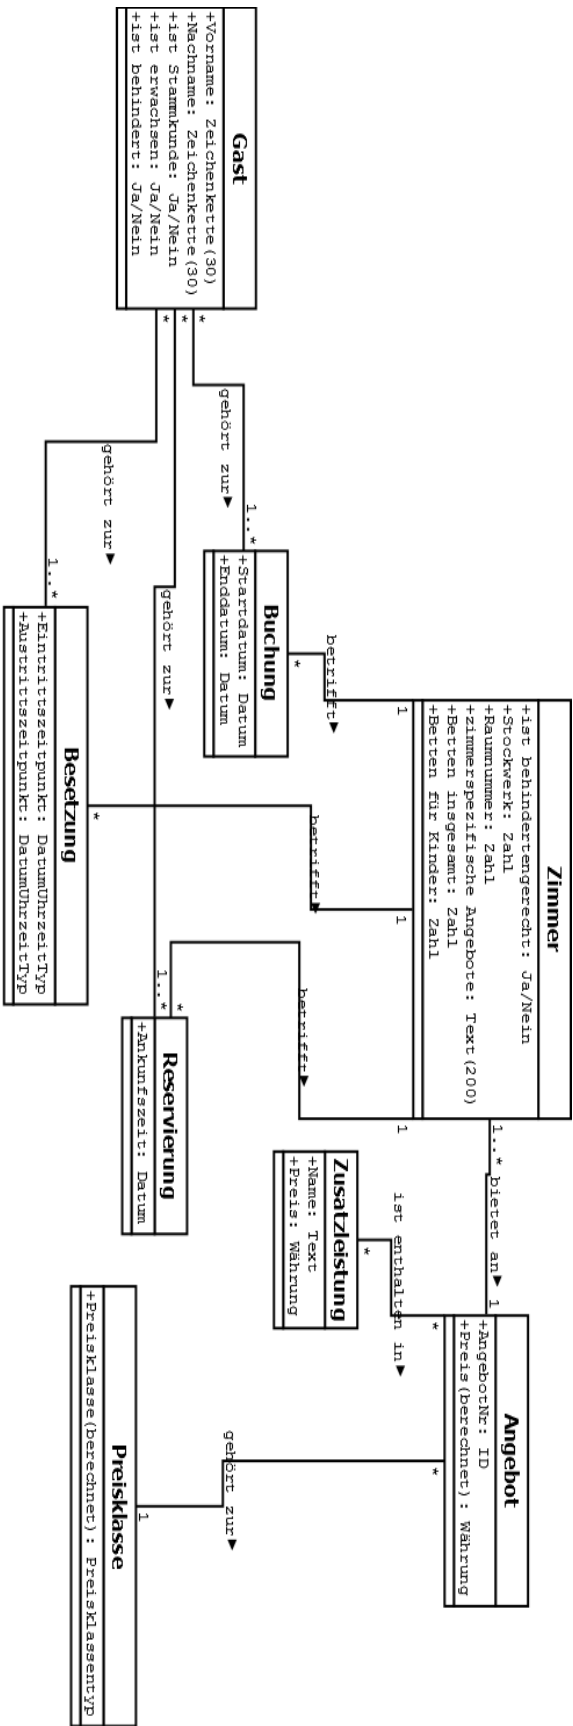 Gast
+Vorname: Zeichenkette(30)
+Nachname: Zeichenkette(30)
+ist Stammkunde: Ja/Nein
+ist erwachsen: Ja/Nein
+ist behindert: Ja/Nein
*
*
*
gehört zur▶
1..*
gehört zur▶
1..*
gehört zur▶
1..*
Buchung
+Startdatum: Datum
+Enddatum: Datum
*
betrifft▶
1
Besetzung
+Eintrittszeitpunkt: DatumUhrzeitTyp
+Austrittszeitpunkt: DatumUhrzeitTyp
*
betrifft▶
1
Reservierung
+Ankunfszeit: Datum
*
betrifft▶
1
Zimmer
+ist behindertengerecht: Ja/Nein
+Stockwerk: Zahl
+Raumnummer: Zahl
+zimmerspezifische Angebote: Text(200)
+Betten insgesamt: Zahl
+Betten für Kinder: Zahl
1..*
bietet an▶
1
Zusatzleistung
+Name: Text
+Preis: Währung
*
ist enthalten in▶
*
Angebot
+AngebotNr: ID
+Preis(berechnet): Währung
*
gehört zur▶
1
Preisklasse
+Preisklasse(berechnet): Preisklassentyp